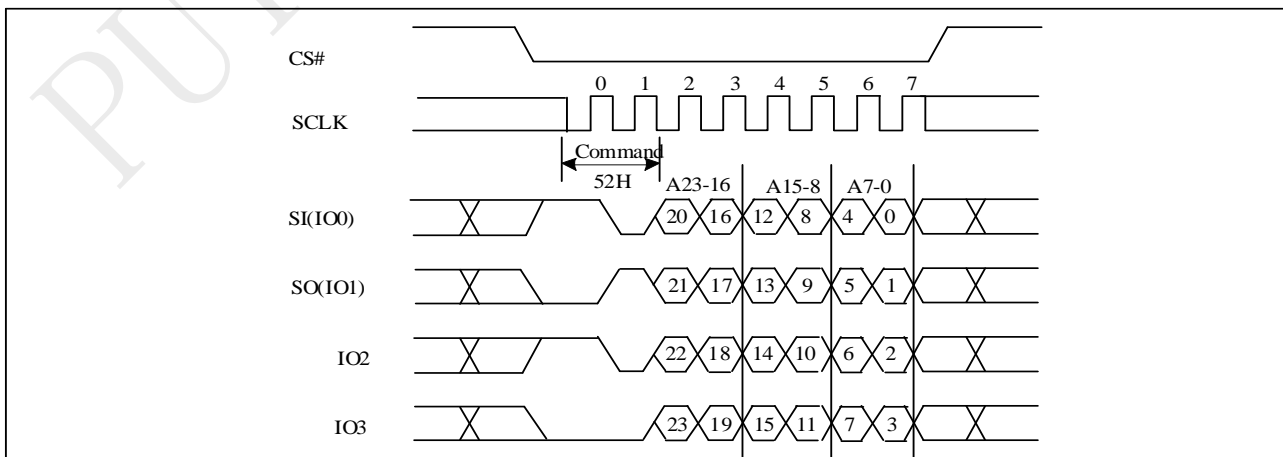 PUY
CS#
0 1 2 3 4 5 6 7
SCLK
Command
52H
A23-16 A15-8 A7-0
SI(IO0) 20 16 12 8 4 0
SO(IO1) 21 17 13 9 5 1
IO2 22 18 14 10 6 2
IO3 23 19 15 11 7 3